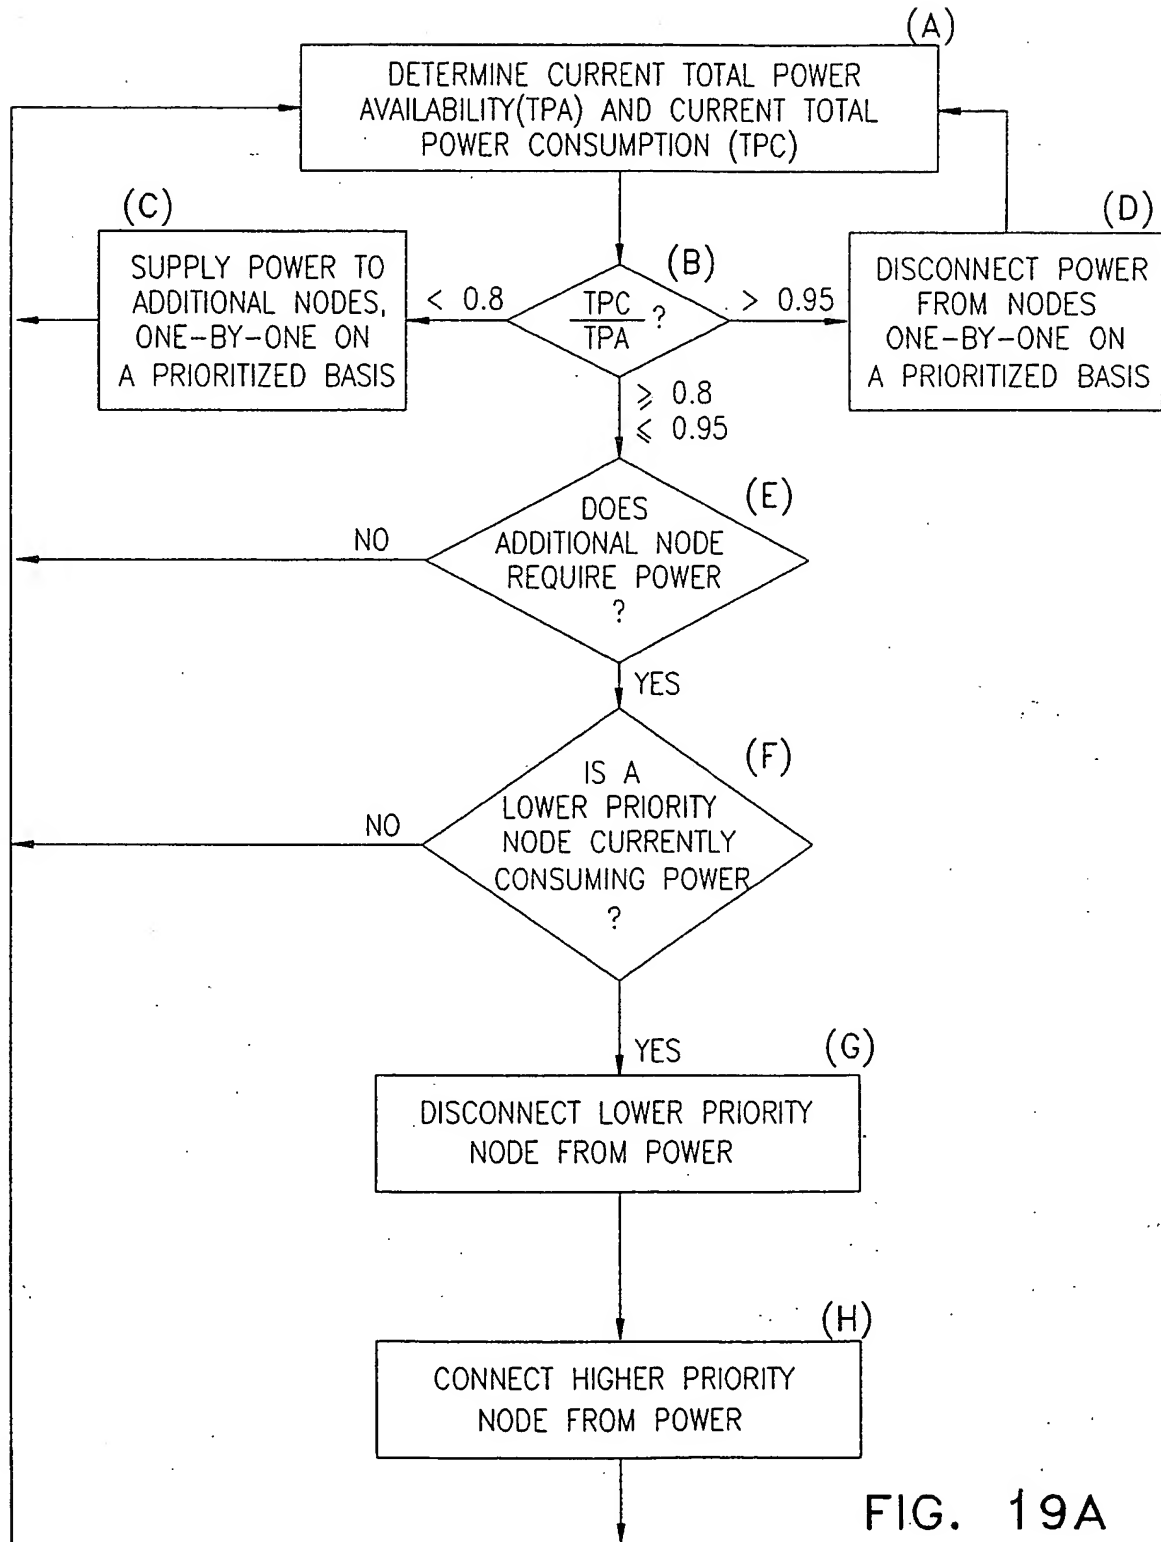 (A)
DETERMINE CURRENT TOTAL POWER
AVAILABILITY(TPA) AND CURRENT TOTAL
POWER CONSUMPTION (TPC)
(C)
SUPPLY POWER TO
ADDITIONAL NODES,
ONE-BY-ONE ON
A PRIORITIZED BASIS
< 0.8
(B)
TPC
TPA
?
> 0.95
(D)
DISCONNECT POWER
FROM NODES
ONE-BY-ONE ON
A PRIORITIZED BASIS
⩾ 0.8
⩽ 0.95
(E)
DOES
ADDITIONAL NODE
REQUIRE POWER
?
NO
YES
(F)
IS A
LOWER PRIORITY
NODE CURRENTLY
CONSUMING POWER
?
NO
YES
(G)
DISCONNECT LOWER PRIORITY
NODE FROM POWER
(H)
CONNECT HIGHER PRIORITY
NODE FROM POWER
FIG. 19A